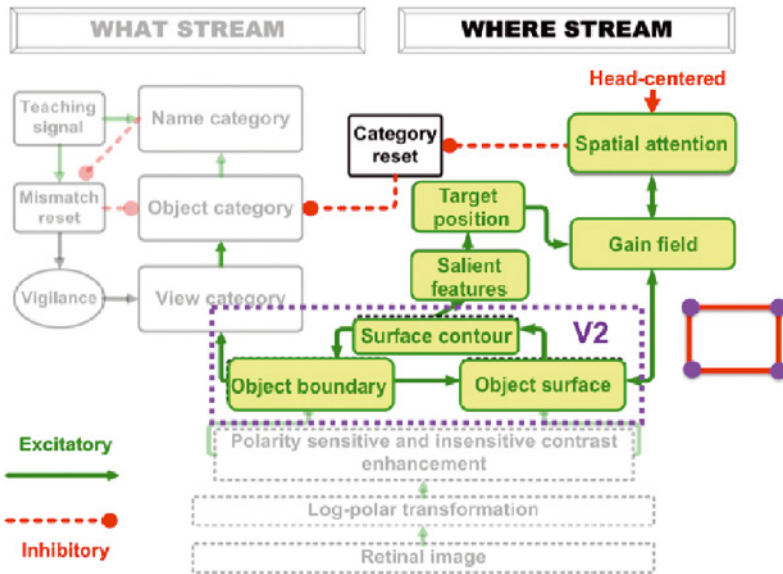 WHAT STREAM
WHERE STREAM
Head-centered
Teaching
signal
Name category
Category
reset
Spatial attention
Mismatch
reset
Object category
Target
position
Gain field
Salient
features
Vigilance
View category
Surface contour
V2
Object boundary
Object surface
Polarity sensitive and insensitive contrast
enhancement
Excitatory
Log-polar transformation
Inhibitory
Retinal image